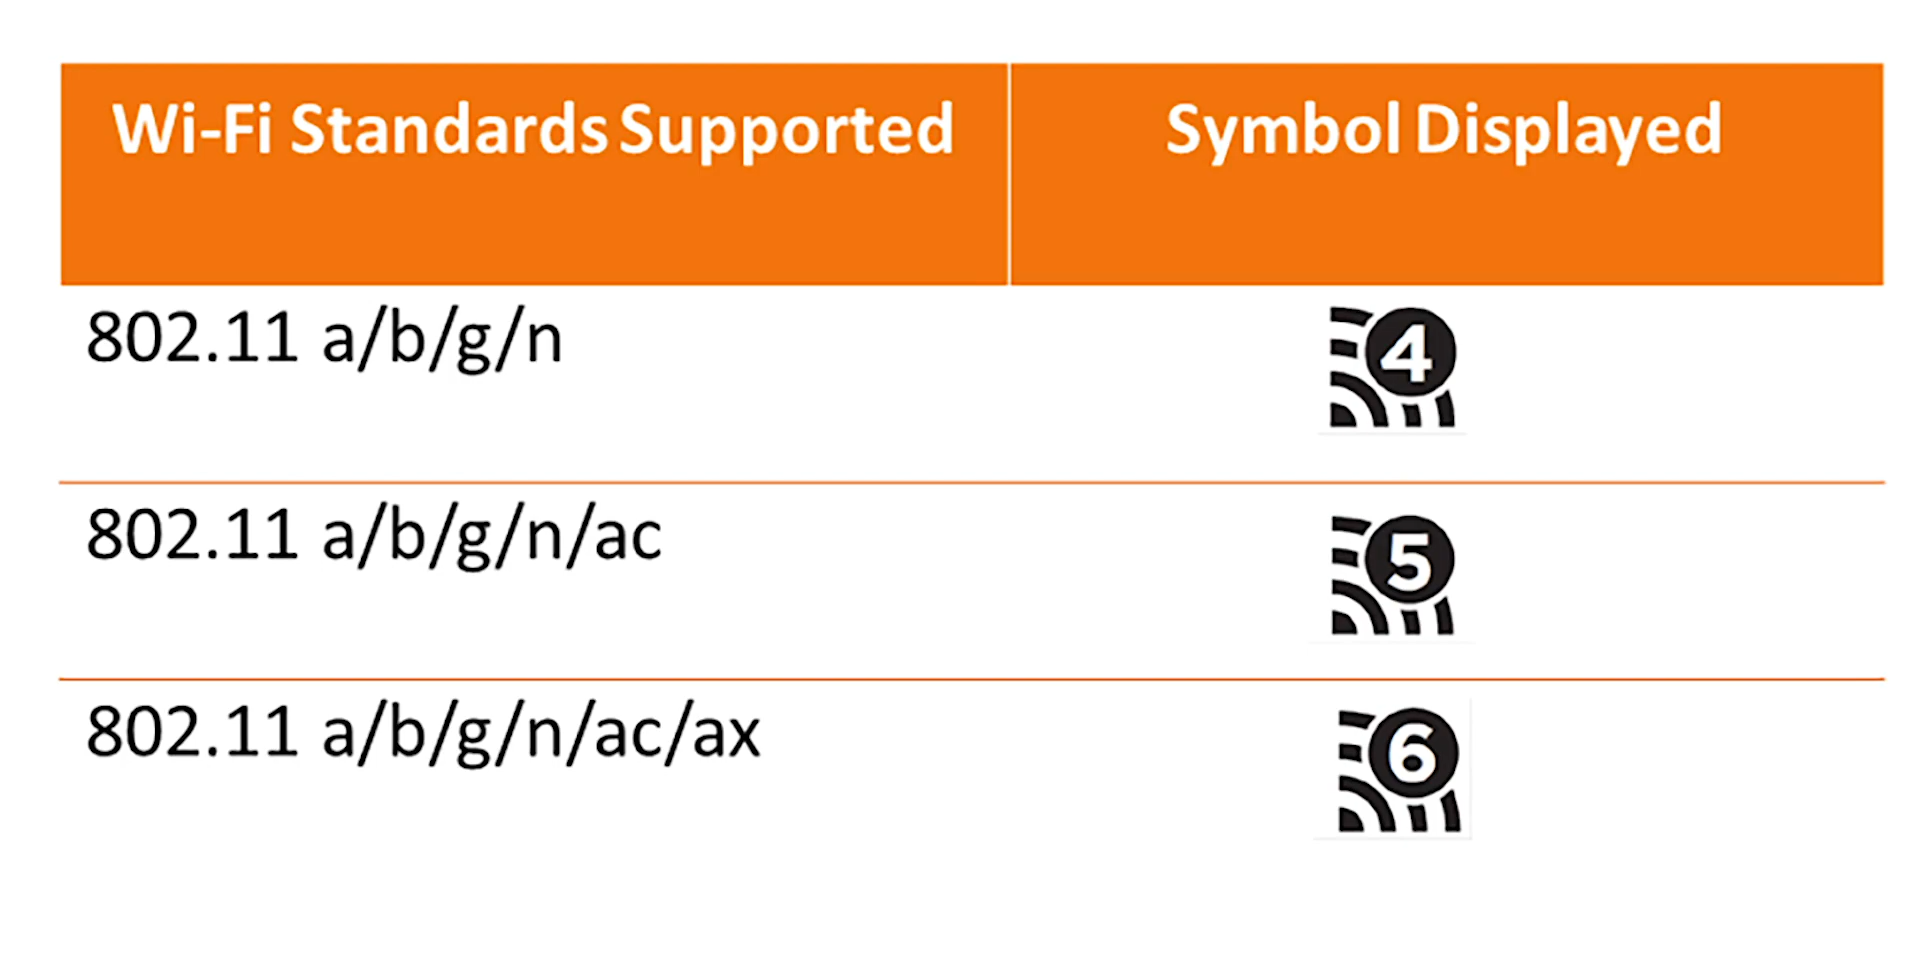 Wi-Fi Standards Supported
Symbol Displayed
802.11 a/b/g/n
4
802.11 a/b/g/n/ac
5
802.11 a/b/g/n/ac/ax
6